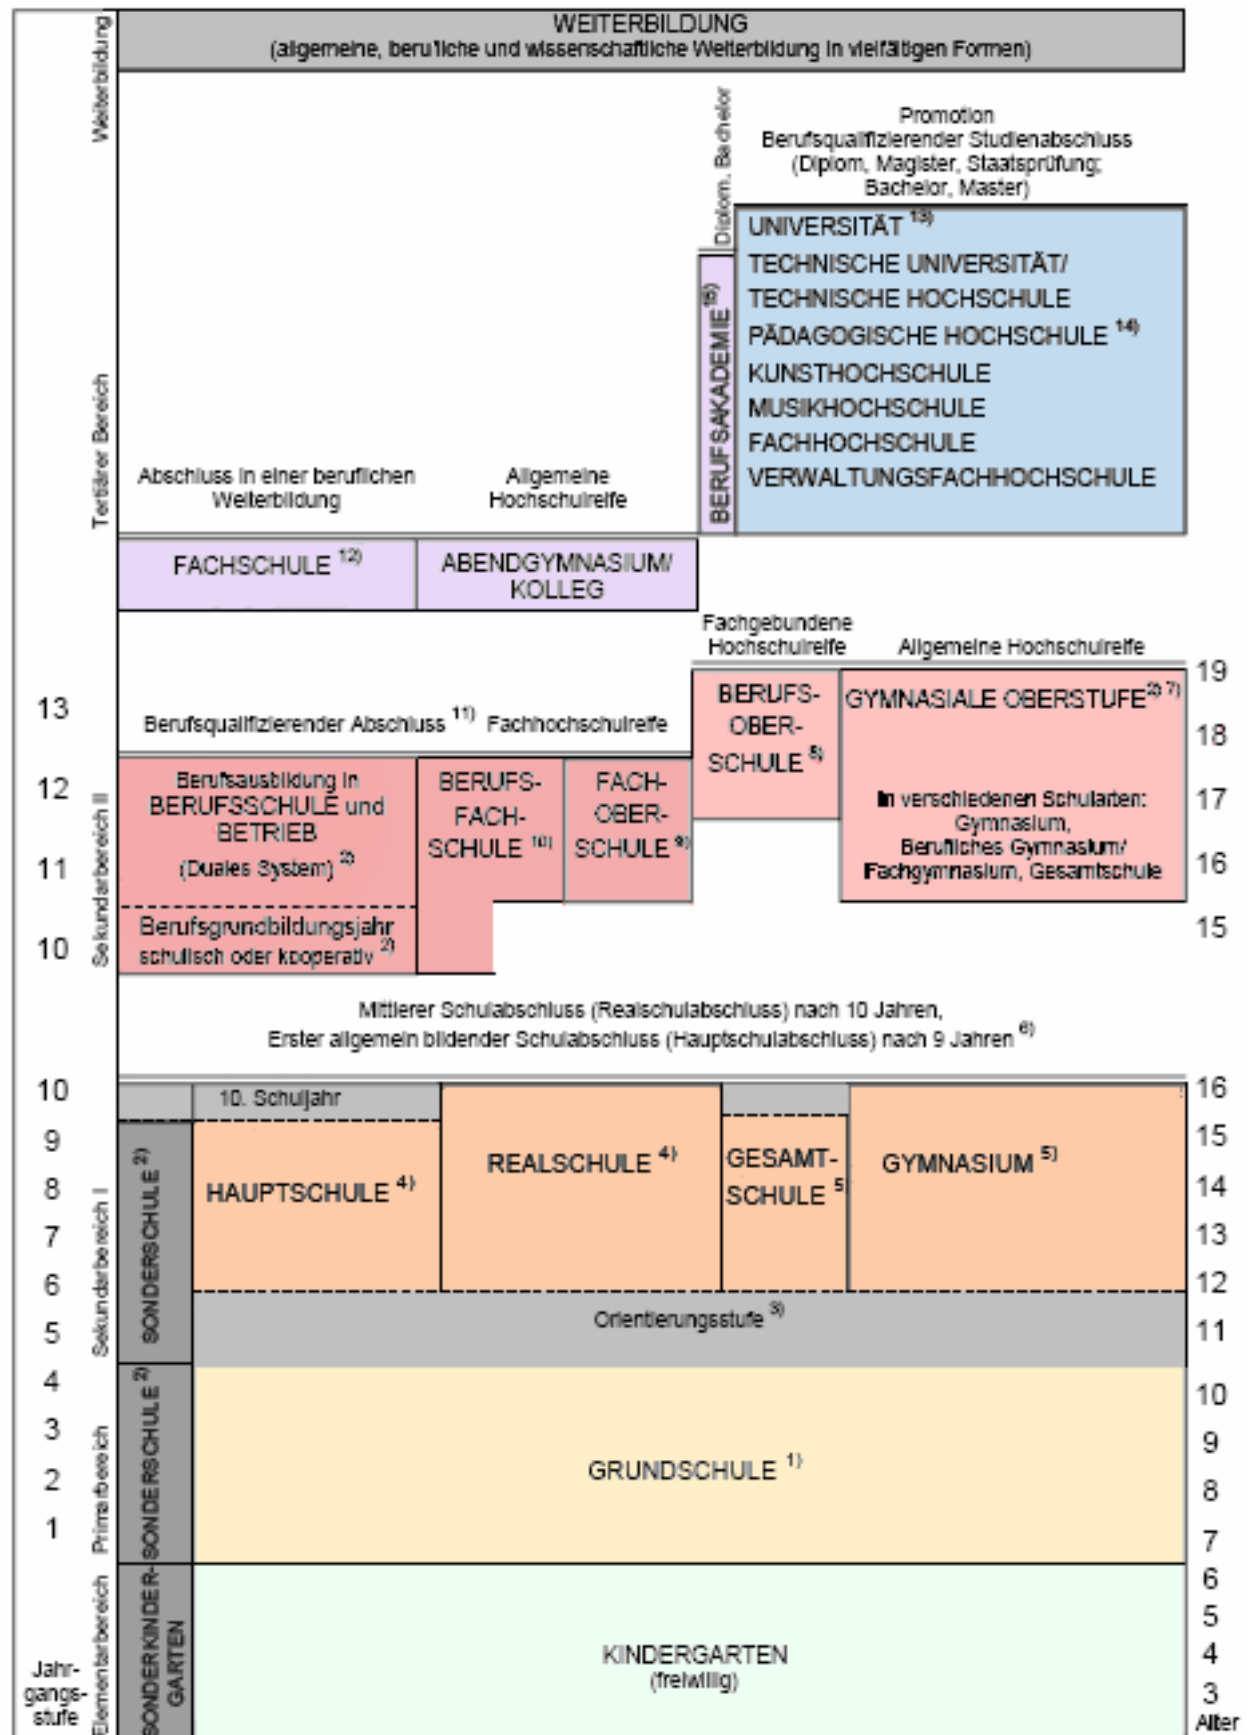 WEITERBILDUNG
(allgemeine, berufliche und wissenschaftliche Weiterbildung in vielfältigen Formen)
Weiterbildung
Diplom. Bachelor
Promotion
Berufsqualifizierender Studienabschluss
(Diplom, Magister, Staatsprüfung;
Bachelor, Master)
Tertiärer Bereich
BERUFSAKADEMIE 15)
UNIVERSITÄT 13)
TECHNISCHE UNIVERSITÄT/
TECHNISCHE HOCHSCHULE
PÄDAGOGISCHE HOCHSCHULE 14)
KUNSTHOCHSCHULE
MUSIKHOCHSCHULE
FACHHOCHSCHULE
VERWALTUNGSFACHHOCHSCHULE
Abschluss in einer beruflichen
Weiterbildung
Allgemeine
Hochschulreife
FACHSCHULE 12)
ABENDGYMNASIUM/
KOLLEG
Fachgebundene
Hochschulreife
Allgemeine Hochschulreife
13
12
11
10
Sekundarbereich II
Berufsqualifizierender Abschluss 11)
Fachhochschulreife
Berufsausbildung in
BERUFSSCHULE und
BETRIEB
(Duales System) 2)
Berufsgrundbildungsjahr
schulisch oder kooperativ 2)
BERUFS-
FACH-
SCHULE 10)
FACH-
OBER-
SCHULE 9)
BERUFS-
OBER-
SCHULE
GYMNASIALE OBERSTUFE 2) 7)
In verschiedenen Schularten:
Gymnasium,
Berufliches Gymnasium/
Fachgymnasium, Gesamtschule
19
18
17
16
15
Mittlerer Schulabschluss (Realschulabschluss) nach 10 Jahren,
Erster allgemein bildender Schulabschluss (Hauptschulabschluss) nach 9 Jahren 6)
10
9
8
7
6
5
Sekundarbereich I
SONDERSCHULE 2)
10. Schuljahr
HAUPTSCHULE 4)
REALSCHULE 4)
GESAMT-
SCHULE 5)
GYMNASIUM 5)
Orientierungsstufe 3)
16
15
14
13
12
11
4
3
2
1
Primarbereich
SONDERSCHULE 2)
GRUNDSCHULE 1)
10
9
8
7
Jahr-
gangs-
stufe
Elementarbereich
SONDERKINDER-
GARTEN
KINDERGARTEN
(freiwillig)
6
5
4
3
Alter